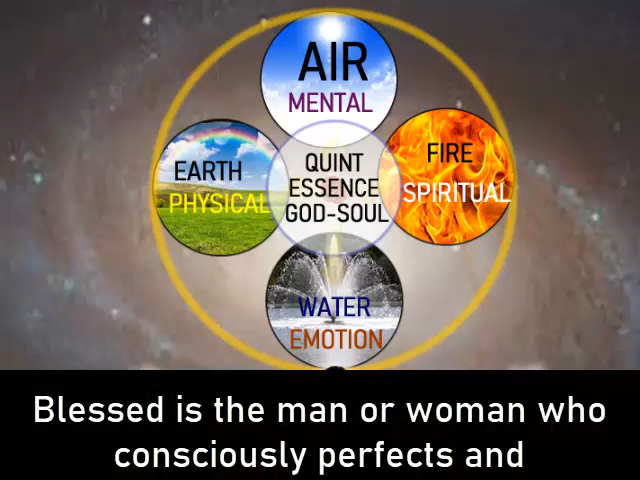 AIR
MENTAL
EARTH
PHYSICAL
QUINT
ESSENCE
GOD-SOUL
FIRE
SPIRITUAL
WATER
EMOTION
Blessed is the man or woman who
consciously perfects and